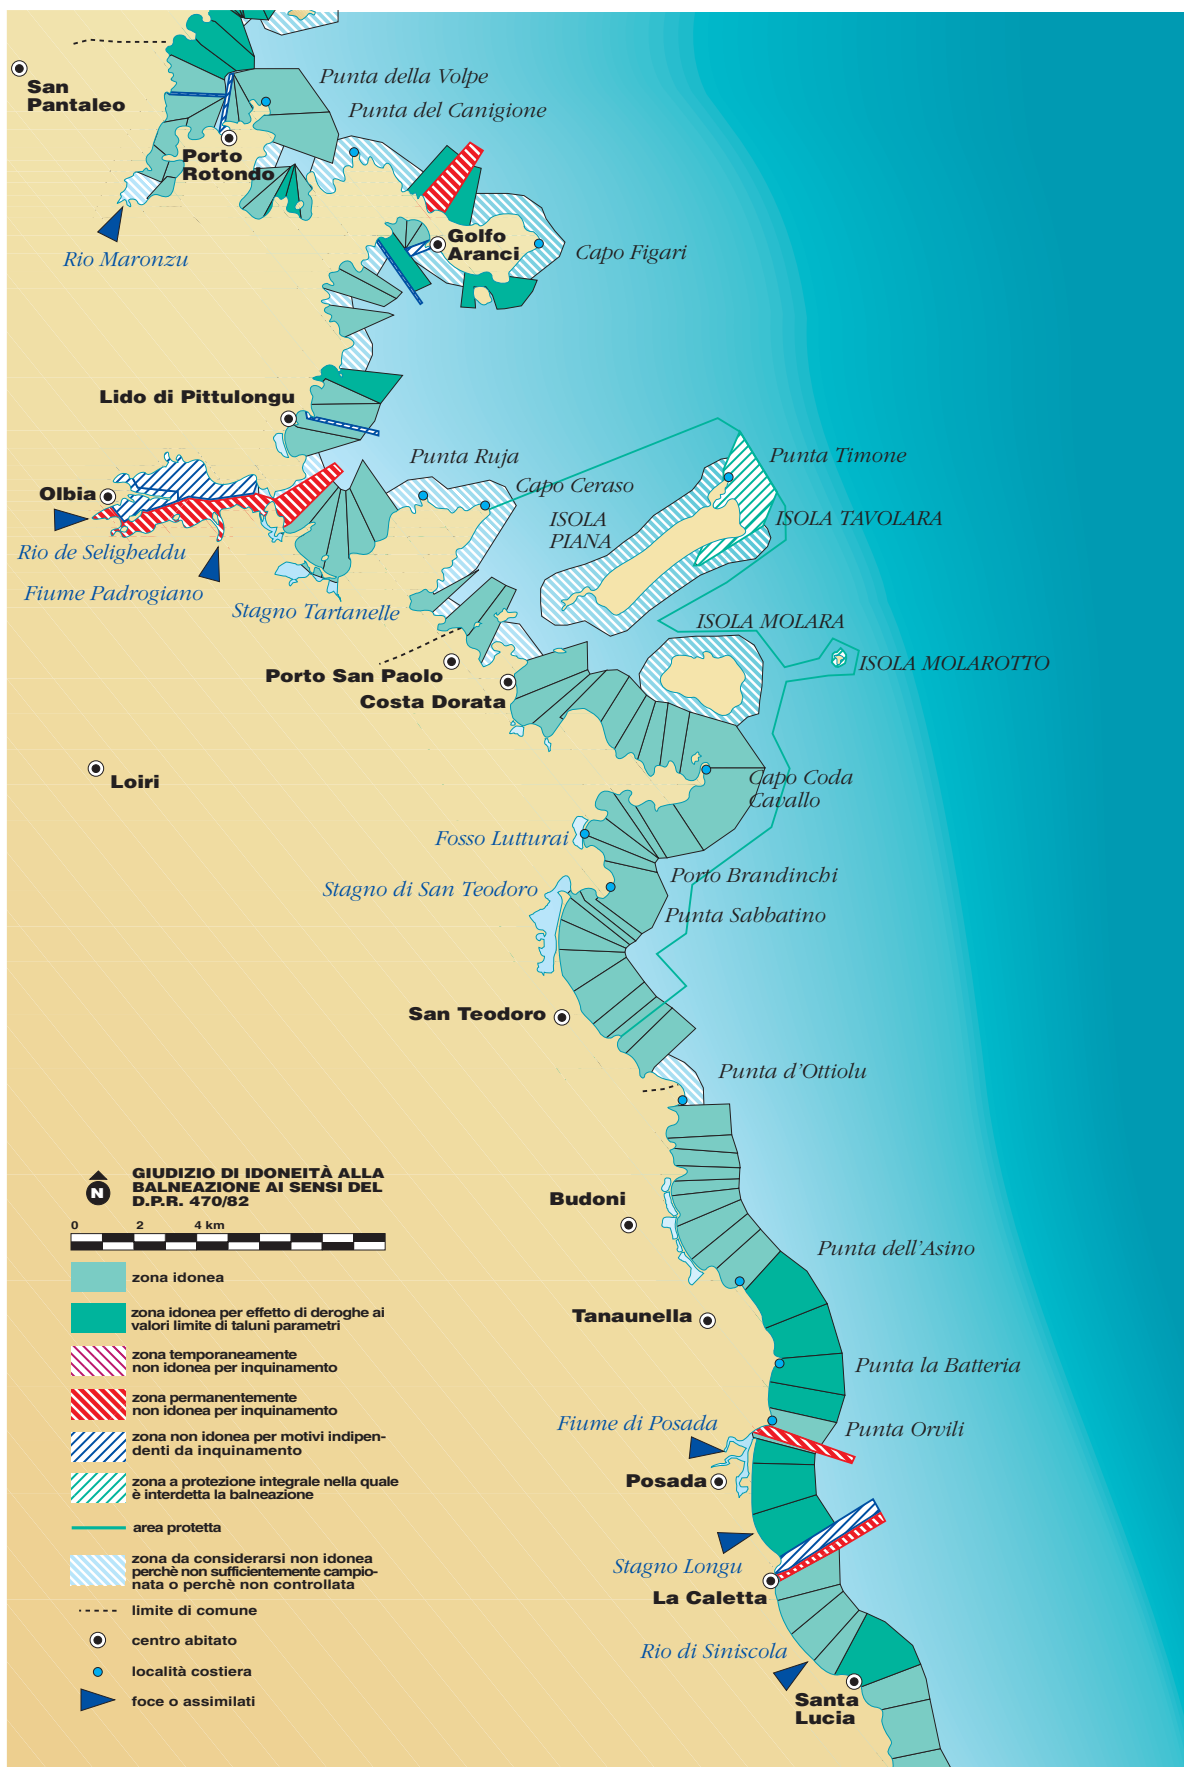 Punta della Volpe
San
Pantaleo
Punta del Canigione
Porto
Rotondo
Golfo
Aranci
Capo Figari
Rio Maronzu
Lido di Pittulongu
Punta Ruja
Punta Timone
Capo Ceraso
Olbia
ISOLA
PIANA
ISOLA TAVOLARA
Rio de Seligheddu
Fiume Padrogiano
Stagno Tartanelle
ISOLA MOLARA
ISOLA MOLAROTTO
Porto San Paolo
Costa Dorata
Loiri
Capo Coda
Cavallo
Fosso Lutturai
Porto Brandinchi
Stagno di San Teodoro
Punta Sabbatino
San Teodoro
Punta d'Ottiolu
GIUDIZIO DI IDONEITÀ ALLA
BALNEAZIONE AI SENSI DEL
D.P.R. 470/82
N
0 2 4 km
zona idonea
zona idonea per effetto di deroghe ai
valori limite di taluni parametri
zona temporaneamente
non idonea per inquinamento
zona permanentemente
non idonea per inquinamento
zona non idonea per motivi indipen-
denti da inquinamento
zona a protezione integrale nella quale
è interdetta la balneazione
area protetta
zona da considerarsi non idonea
perchè non sufficientemente campio-
nata o perchè non controllata
limite di comune
centro abitato
località costiera
foce o assimilati
Budoni
Punta dell'Asino
Tanaunella
Punta la Batteria
Fiume di Posada
Punta Orvili
Posada
Stagno Longu
La Caletta
Rio di Siniscola
Santa
Lucia